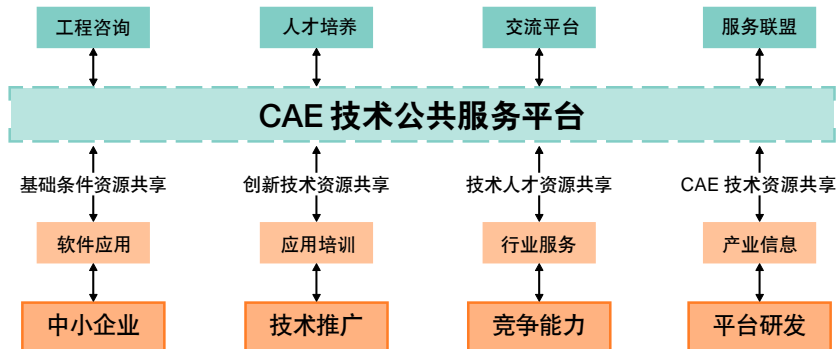 工程咨询 人才培养 交流平台 服务联盟
CAE 技术公共服务平台
基础条件资源共享 创新技术资源共享 技术人才资源共享 CAE 技术资源共享
软件应用 应用培训 行业服务 产业信息
中小企业 技术推广 竞争能力 平台研发